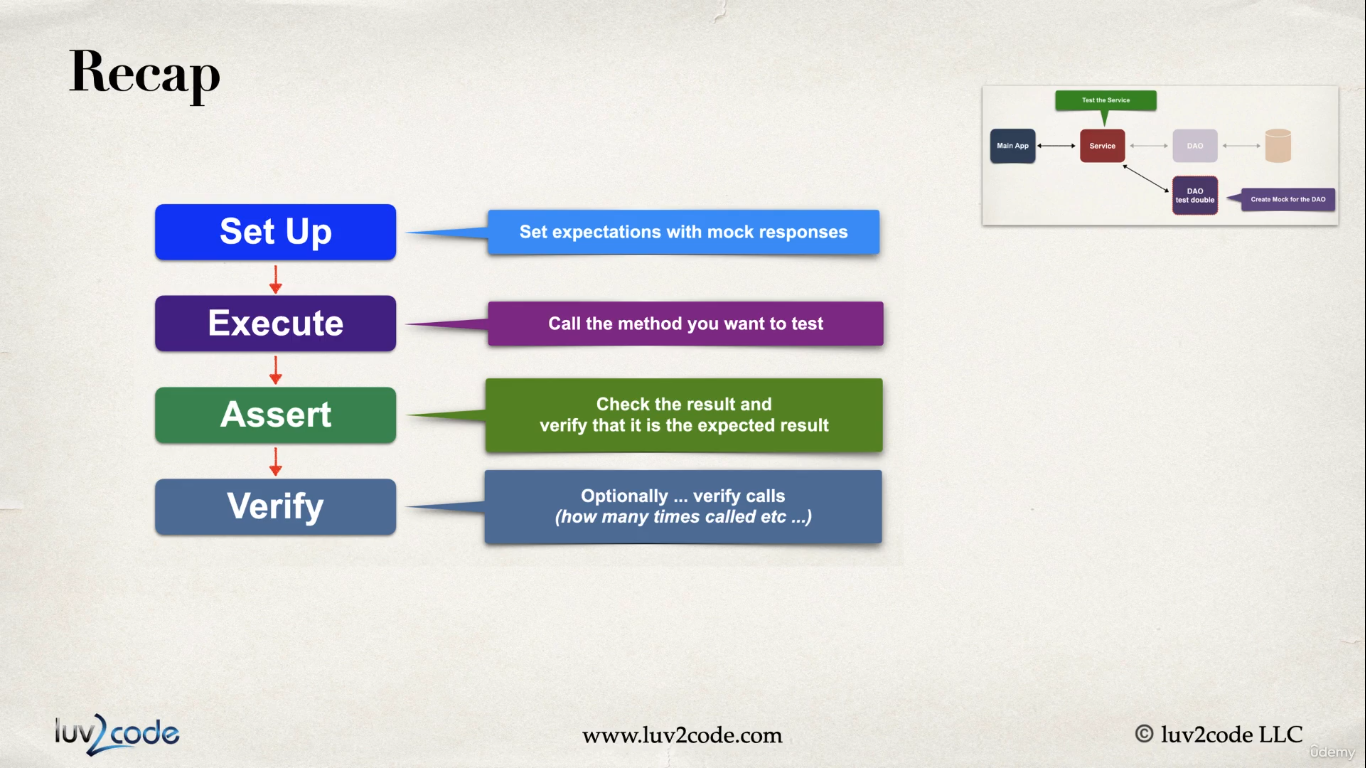 Recap
Test the Service
Main App
Service
DAO
DAO
test double
Create Mock for the DAO
Set Up
Set expectations with mock responses
Execute
Call the method you want to test
Assert
Check the result and
verify that it is the expected result
Verify
Optionally ... verify calls
(how many times called etc ...)
luv2code
www.luv2code.com
© luv2code LLC
ûdemy